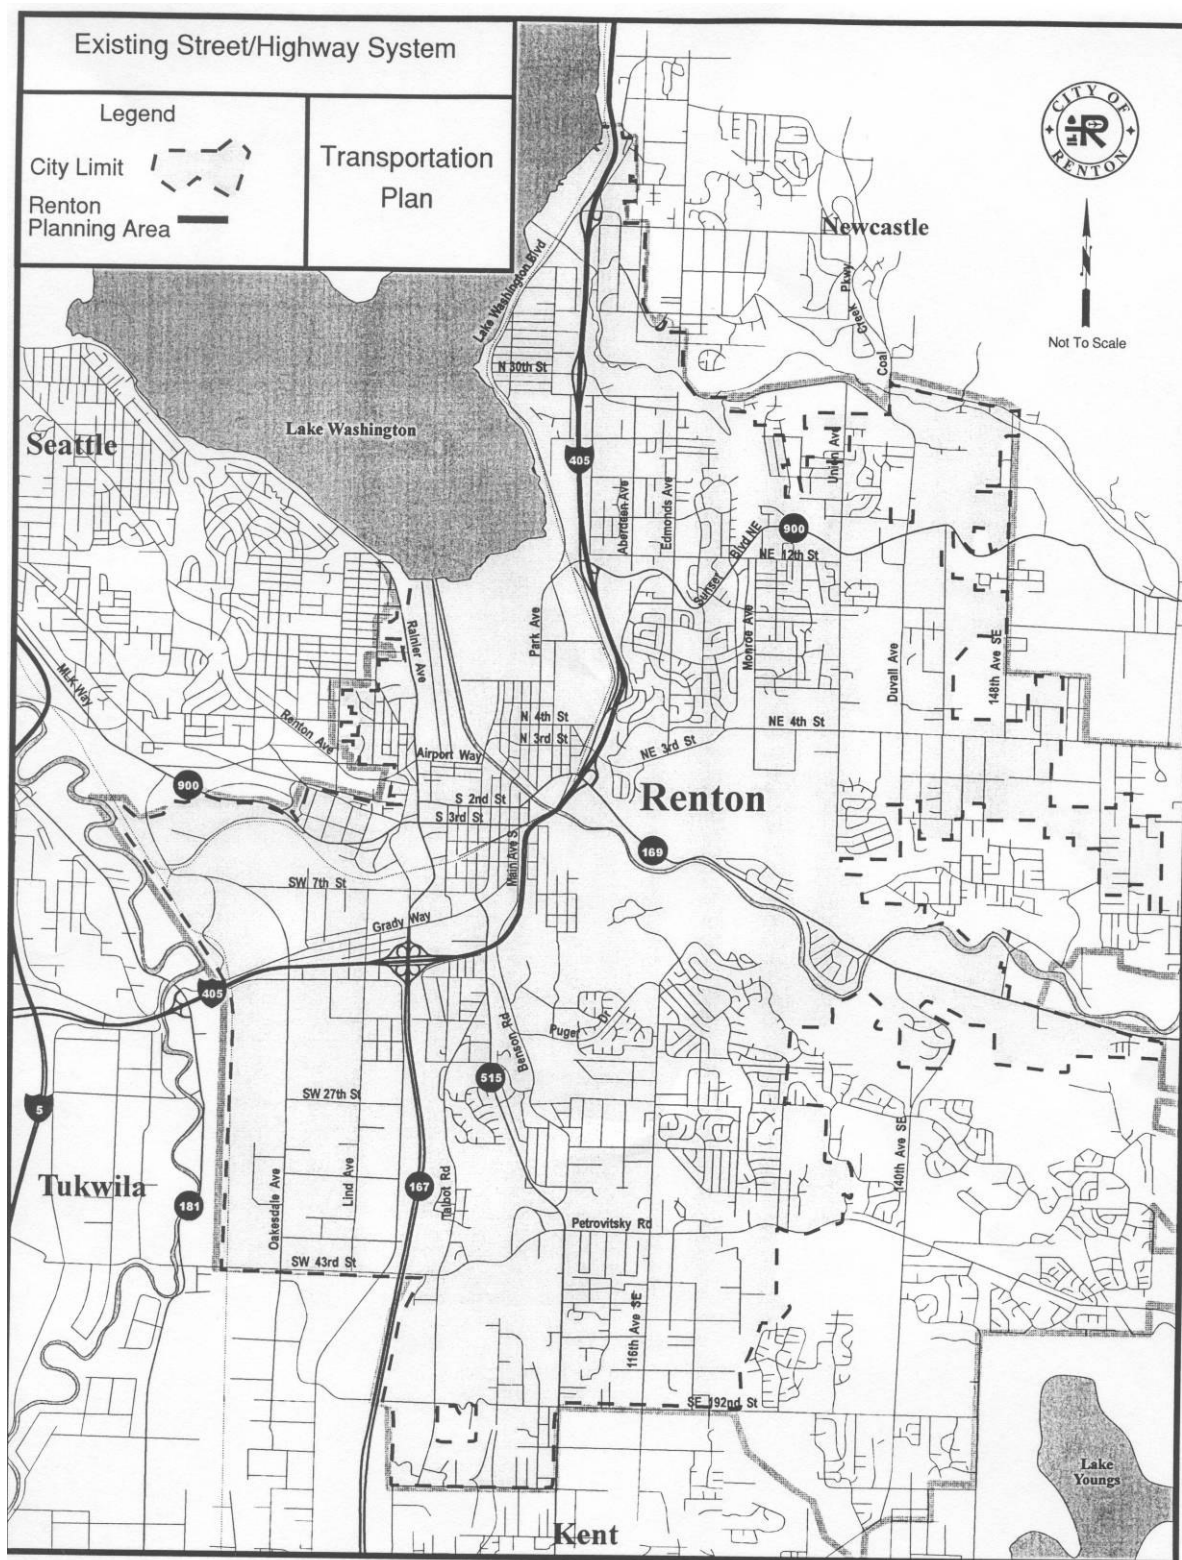 Existing Street/Highway System
Legend
City Limit
Renton
Planning Area
Transportation
Plan
CITY OF
R
RENTON
N
Not To Scale
Newcastle
Lake Washington Blvd
Coal Creek Pkwy
N 30th St
Seattle
Lake Washington
405
Aberdeen Ave
Edmonds Ave
Union Ave
900
Sunset Blvd NE
NE 12th St
Park Ave
Rainier Ave
Monroe Ave
Duvall Ave
148th Ave SE
MLK Way
Renton Ave
N 4th St
NE 4th St
N 3rd St
NE 3rd St
Airport Way
900
S 2nd St
S 3rd St
Renton
Main Ave S
169
SW 7th St
Grady Way
405
Benson Rd
Puget Dr
515
SW 27th St
5
Tukwila
181
Oakesdale Ave
Lind Ave
167
Talbot Rd
140th Ave SE
Petrovitsky Rd
SW 43rd St
116th Ave SE
SE 192nd St
Lake
Youngs
Kent